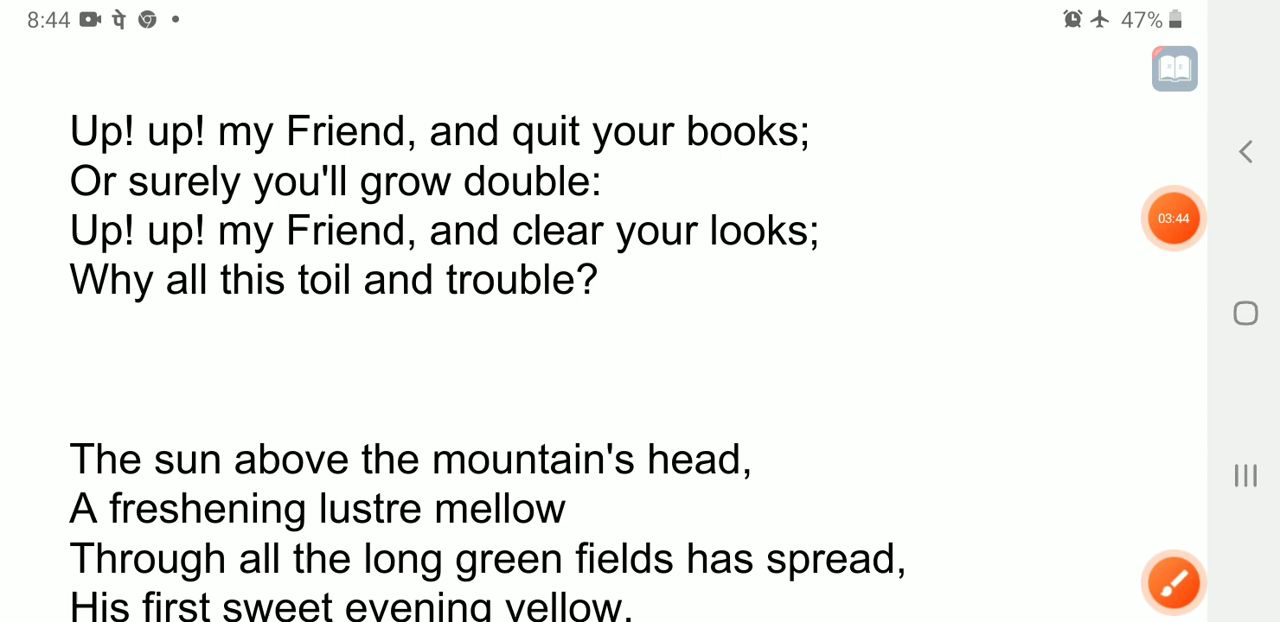 8:44
47%
Up! up! my Friend, and quit your books;
Or surely you'll grow double:
03:44
Up! up! my Friend, and clear your looks;
Why all this toil and trouble?
The sun above the mountain's head,
A freshening lustre mellow
Through all the long green fields has spread,
His first sweet evening yellow.